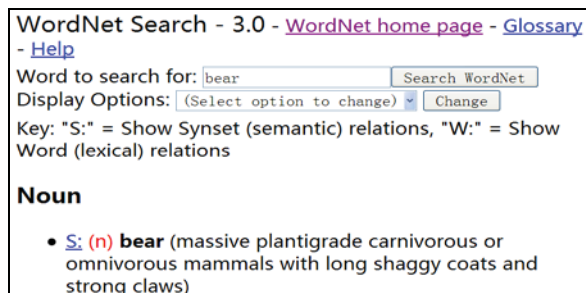 WordNet Search - 3.0 - WordNet home page - Glossary
- Help
Word to search for: bear Search WordNet
Display Options: (Select option to change) Change
Key: "S:" = Show Synset (semantic) relations, "W:" = Show
Word (lexical) relations
Noun
• S: (n) bear (massive plantigrade carnivorous or
omnivorous mammals with long shaggy coats and
strong claws)